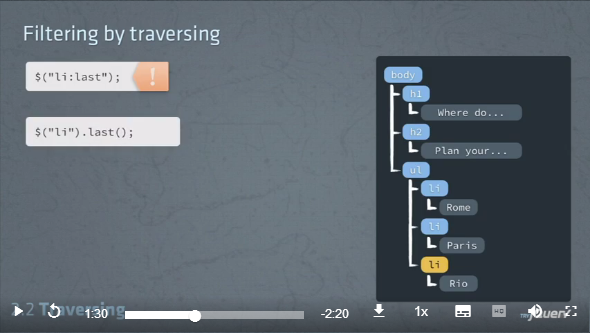 Filtering by traversing
$("li:last"); !
$("li").last();
body
h1
Where do...
h2
Plan your...
ul
li
Rome
li
Paris
li
Rio
2.2 Traversing
1:30 -2:20 1x HQ